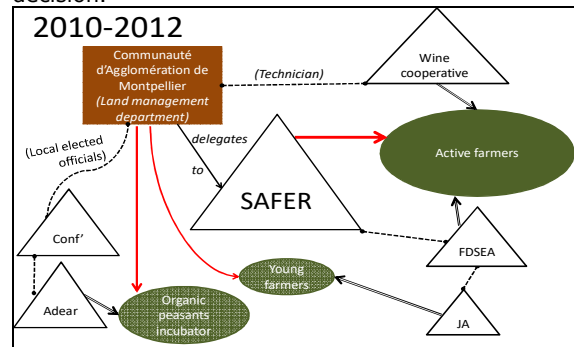 decision.
2010-2012
Communauté
d'Agglomération de
Montpellier
(Land management
department)
(Technician)
Wine
cooperative
(Local elected
officials)
delegates
to
Active farmers
SAFER
Conf'
FDSEA
Young
farmers
Adear
Organic
peasants
incubator
JA